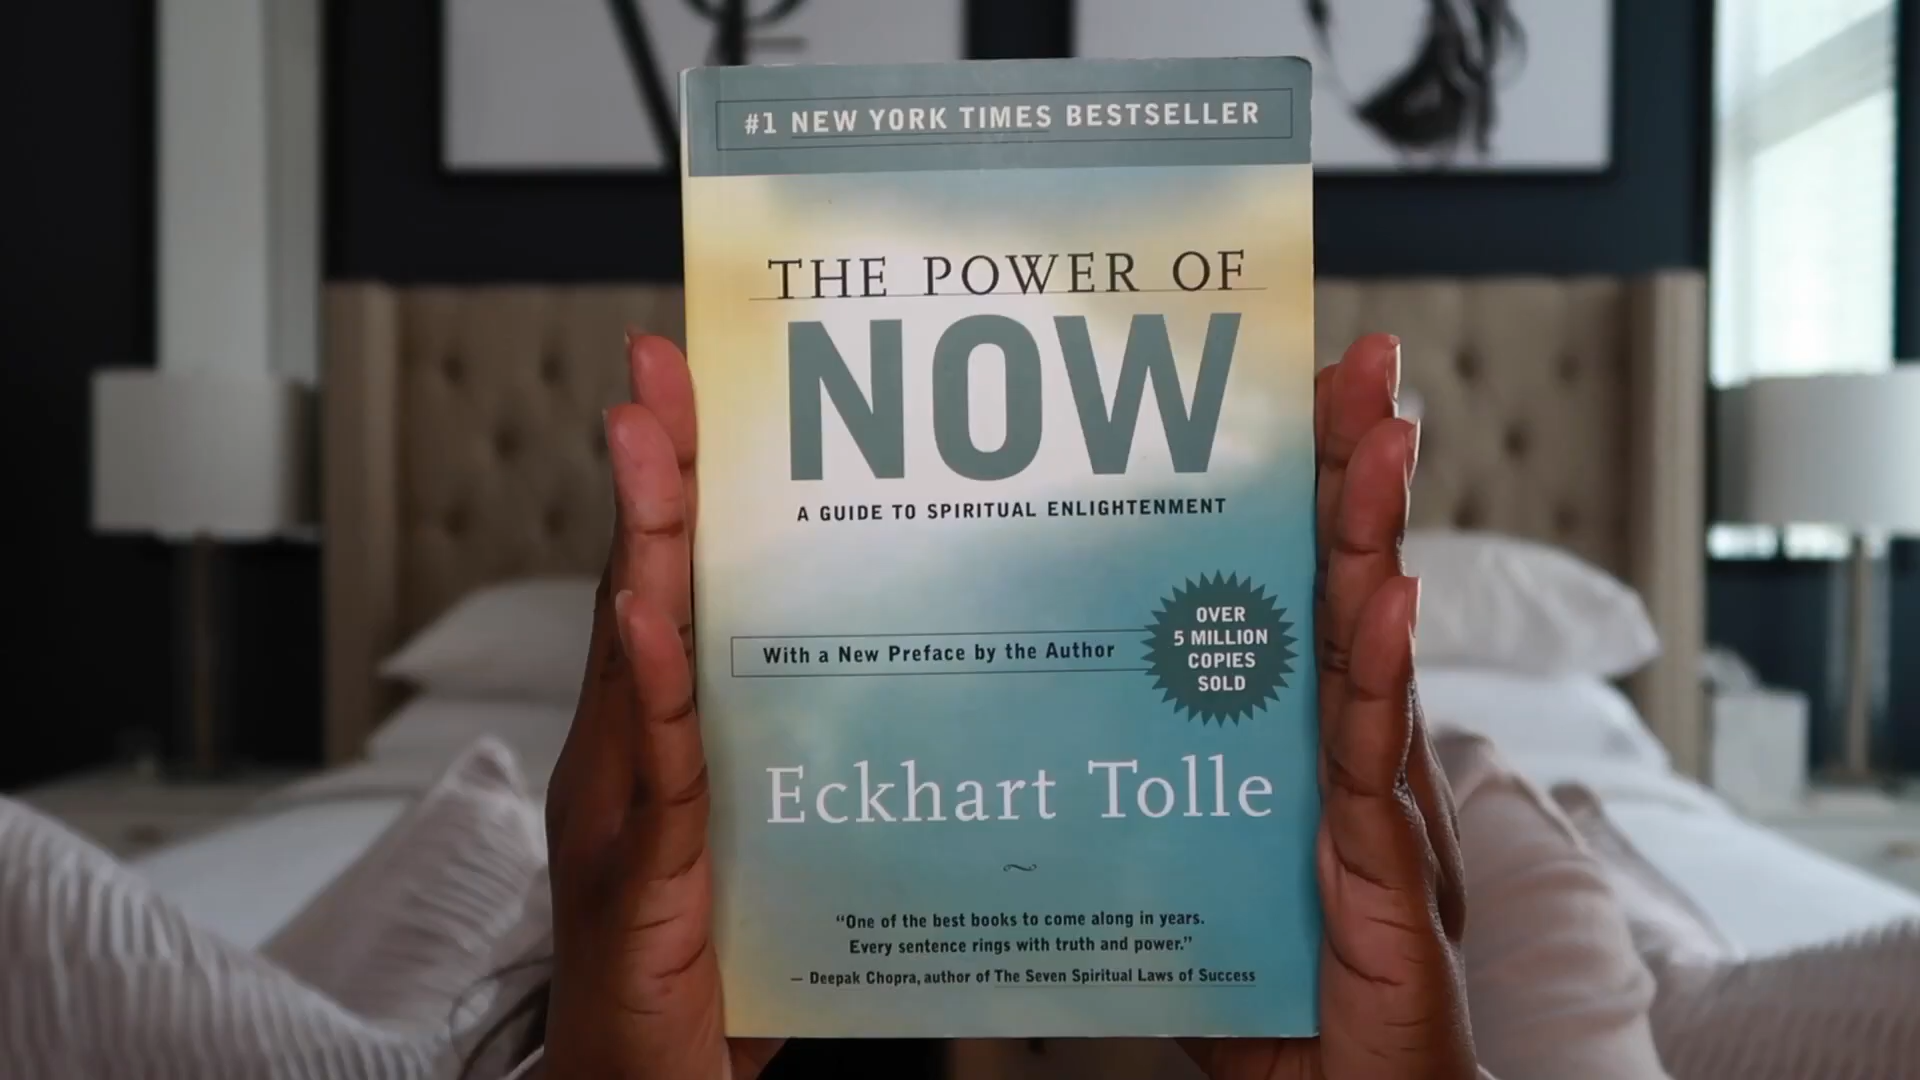 #1 NEW YORK TIMES BESTSELLER
THE POWER OF
NOW
A GUIDE TO SPIRITUAL ENLIGHTENMENT
With a New Preface by the Author
OVER
5 MILLION
COPIES
SOLD
Eckhart Tolle
“One of the best books to come along in years.
Every sentence rings with truth and power.”
— Deepak Chopra, author of The Seven Spiritual Laws of Success